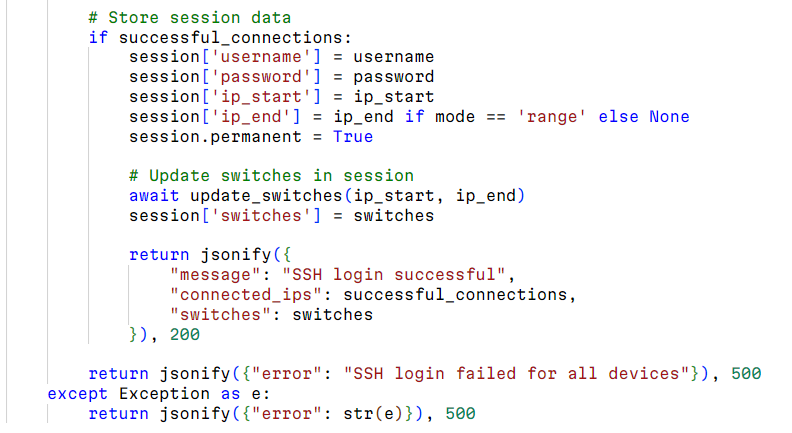 # Store session data
if successful_connections:
session['username'] = username
session['password'] = password
session['ip_start'] = ip_start
session['ip_end'] = ip_end if mode == 'range' else None
session.permanent = True
# Update switches in session
await update_switches(ip_start, ip_end)
session['switches'] = switches
return jsonify({
"message": "SSH login successful",
"connected_ips": successful_connections,
"switches": switches
}), 200
return jsonify({"error": "SSH login failed for all devices"}), 500
except Exception as e:
return jsonify({"error": str(e)}), 500